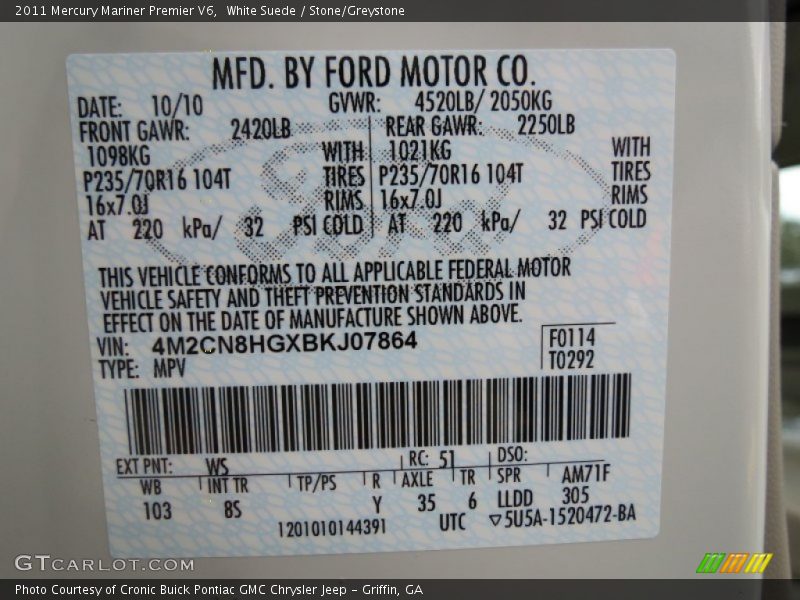 2011 Mercury Mariner Premier V6,  White Suede / Stone/Greystone
MFD. BY FORD MOTOR CO.
DATE: 10/10 GVWR: 4520LB/ 2050KG
FRONT GAWR: 2420LB REAR GAWR: 2250LB
1098KG WITH 1021KG WITH
P235/70R16 104T TIRES P235/70R16 104T TIRES
16x7.0J RIMS 16x7.0J RIMS
AT 220 kPa/ 32 PSI COLD AT 220 kPa/ 32 PSI COLD
Ford
THIS VEHICLE CONFORMS TO ALL APPLICABLE FEDERAL MOTOR
VEHICLE SAFETY AND THEFT PREVENTION STANDARDS IN
EFFECT ON THE DATE OF MANUFACTURE SHOWN ABOVE.
VIN: 4M2CN8HGXBKJ07864 F0114
TYPE: MPV T0292
EXT PNT: WS RC: 51 DSO:
WB INT TR TP/PS R AXLE TR SPR AM71F
103 8S Y 35 6 LLDD 305
1201010144391 UTC ▽5U5A-1520472-BA
GTCARLOT.COM
Photo Courtesy of Cronic Buick Pontiac GMC Chrysler Jeep – Griffin, GA